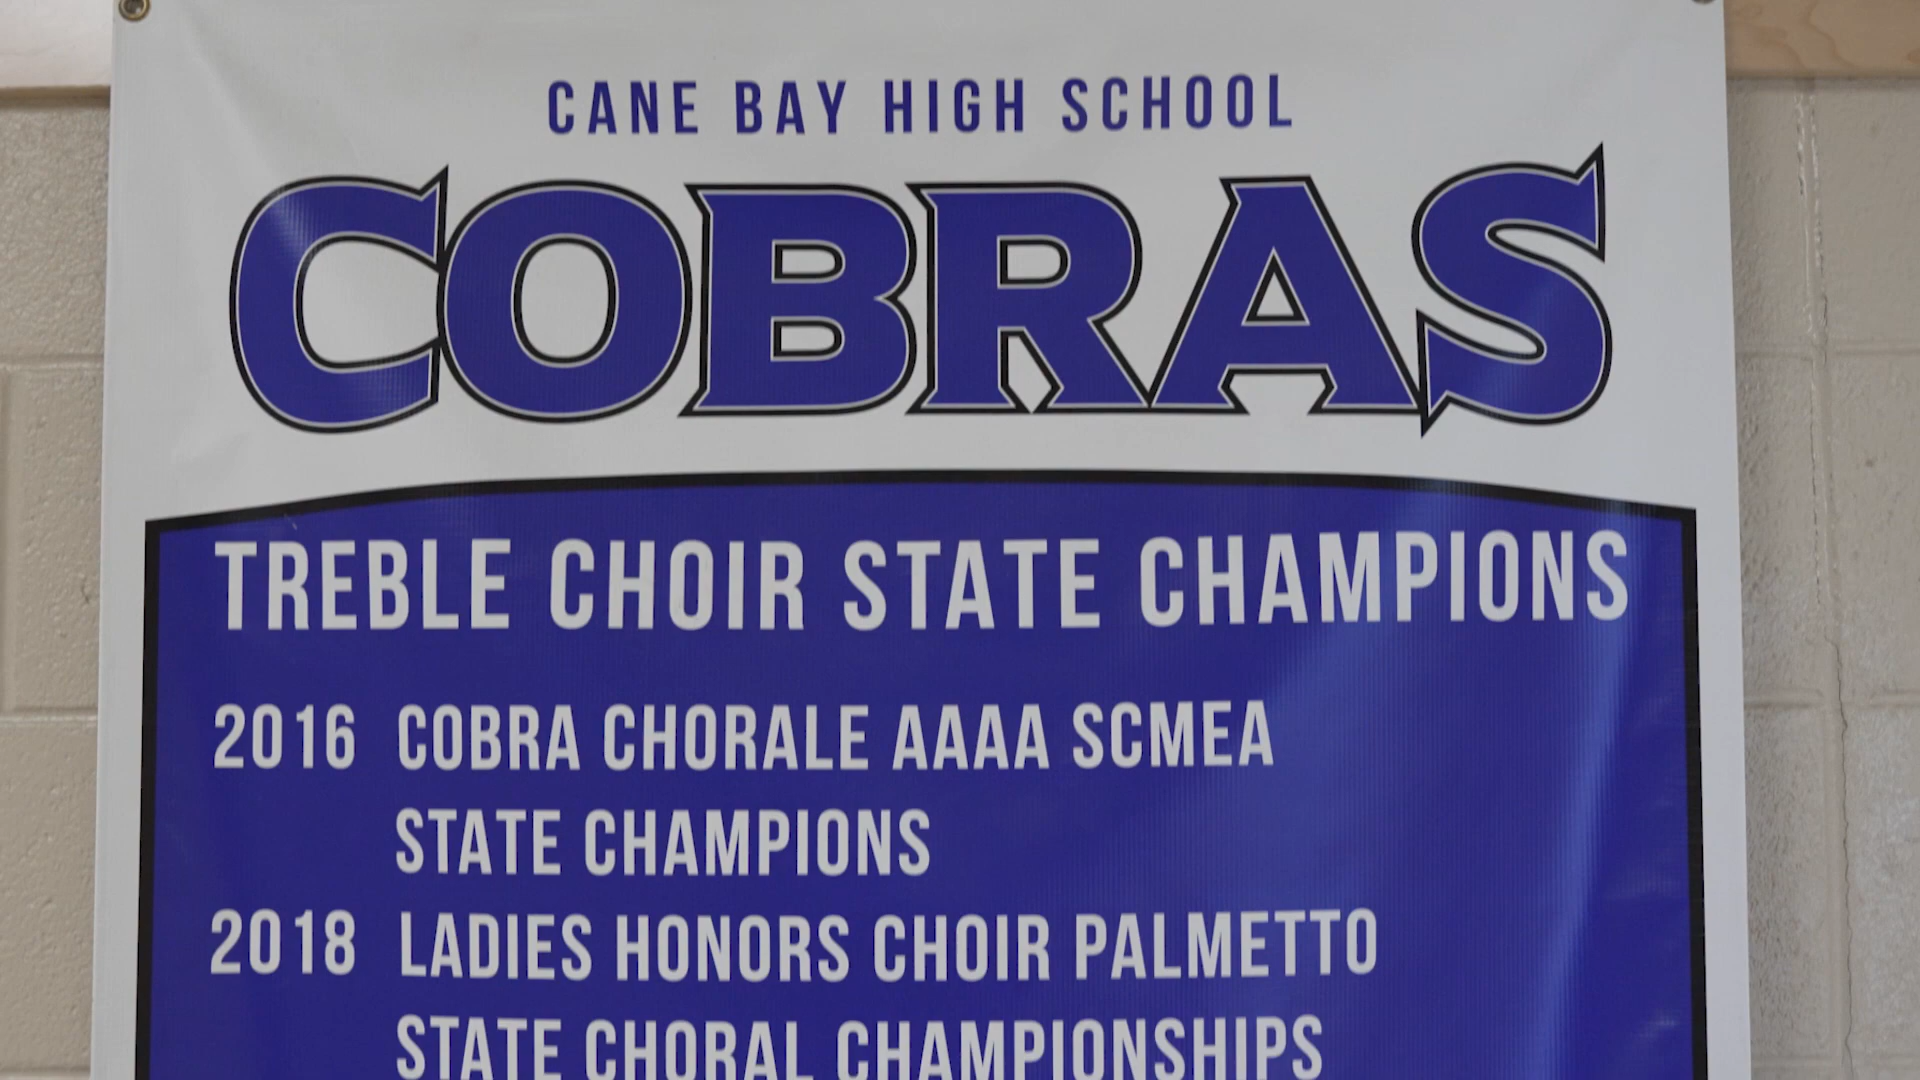 CANE BAY HIGH SCHOOL
COBRAS
TREBLE CHOIR STATE CHAMPIONS
2016 COBRA CHORALE AAAA SCMEA
STATE CHAMPIONS
2018 LADIES HONORS CHOIR PALMETTO
STATE CHORAL CHAMPIONSHIPS